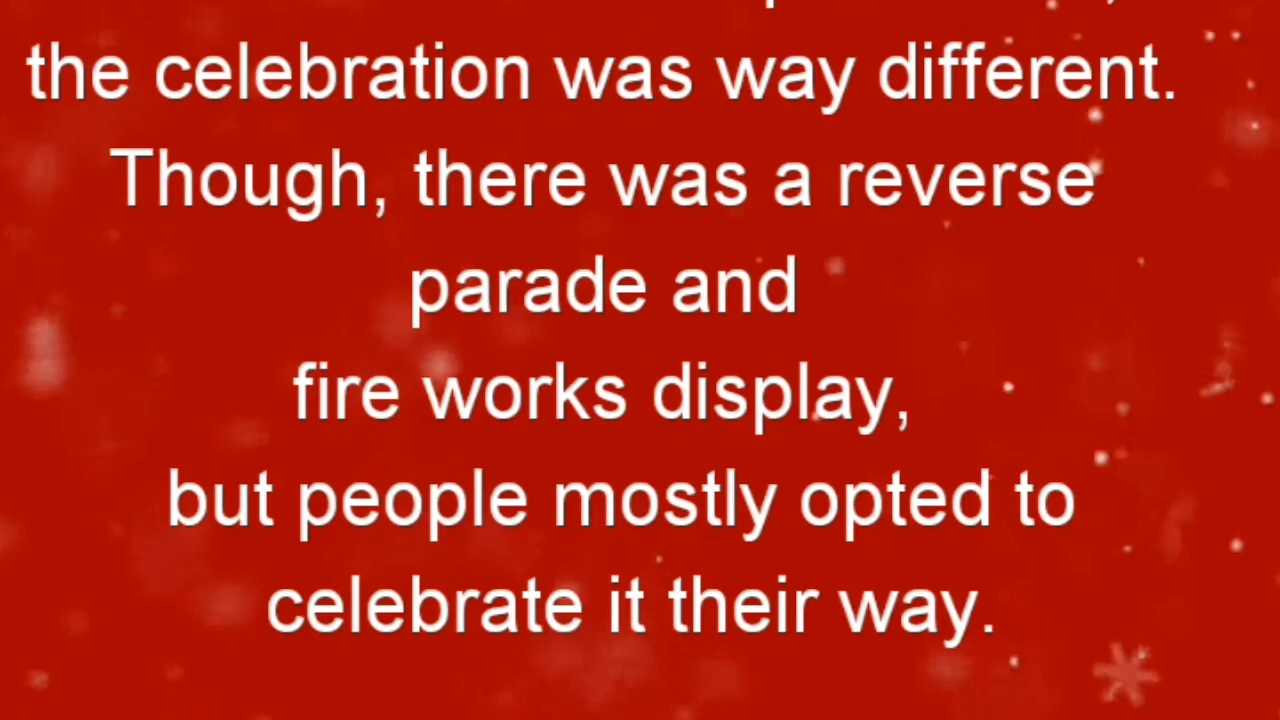 the celebration was way different.
Though, there was a reverse
parade and
fire works display,
but people mostly opted to
celebrate it their way.